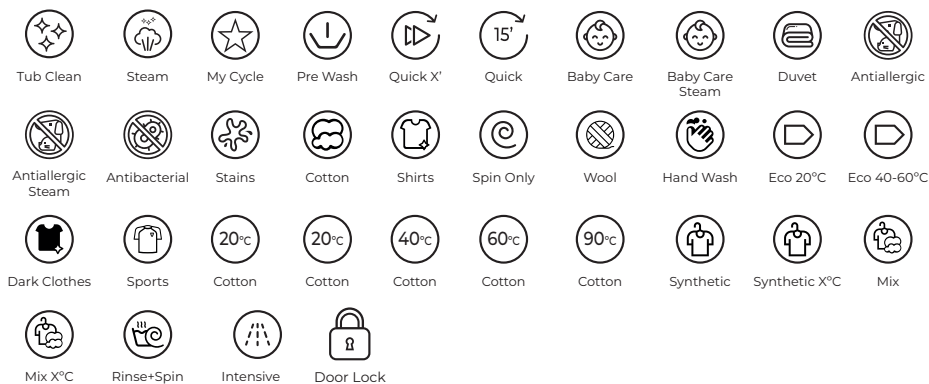 15’
Tub Clean
Steam
My Cycle
Pre Wash
Quick X’
Quick
Baby Care
Baby Care
Steam
Duvet
Antiallergic
Antiallergic
Steam
Antibacterial
Stains
Cotton
Shirts
Spin Only
Wool
Hand Wash
Eco 20°C
Eco 40-60°C
20°C
20°C
40°C
60°C
90°C
Dark Clothes
Sports
Cotton
Cotton
Cotton
Cotton
Cotton
Synthetic
Synthetic X°C
Mix
Mix X°C
Rinse+Spin
Intensive
Door Lock